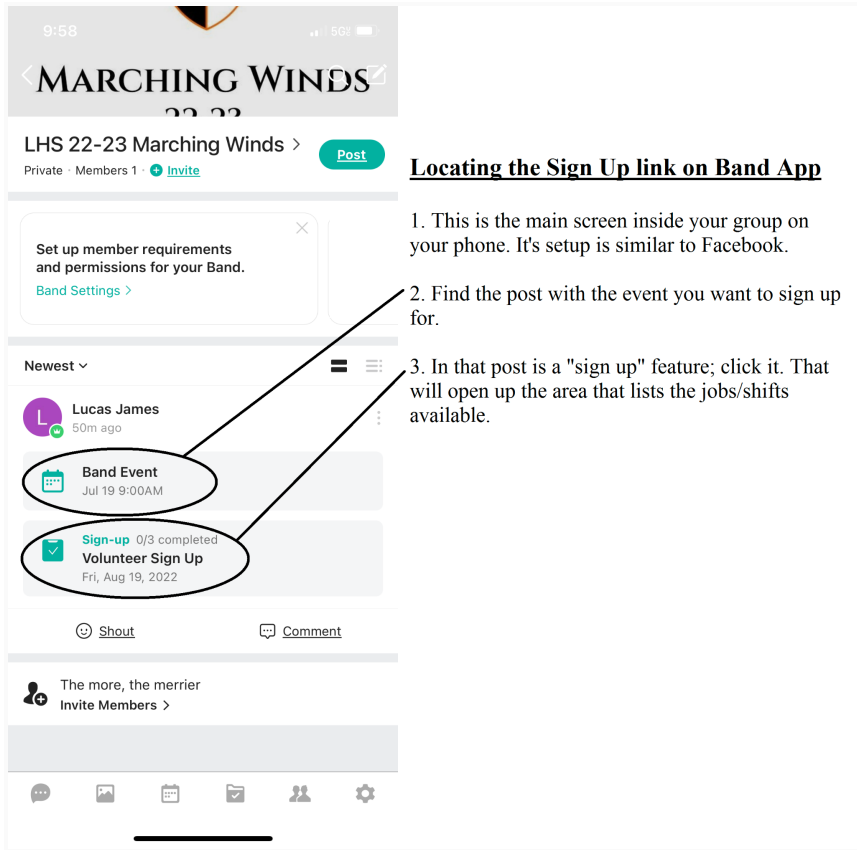 9:58
5G
MARCHING WINDS
22-23
LHS 22-23 Marching Winds >
Post
Private · Members 1 · Invite
Set up member requirements
and permissions for your Band.
Band Settings >
Newest
L
Lucas James
50m ago
Band Event
Jul 19 9:00AM
Sign-up 0/3 completed
Volunteer Sign Up
Fri, Aug 19, 2022
Shout
Comment
The more, the merrier
Invite Members >
Locating the Sign Up link on Band App
1. This is the main screen inside your group on
your phone. It's setup is similar to Facebook.
2. Find the post with the event you want to sign up
for.
3. In that post is a "sign up" feature; click it. That
will open up the area that lists the jobs/shifts
available.